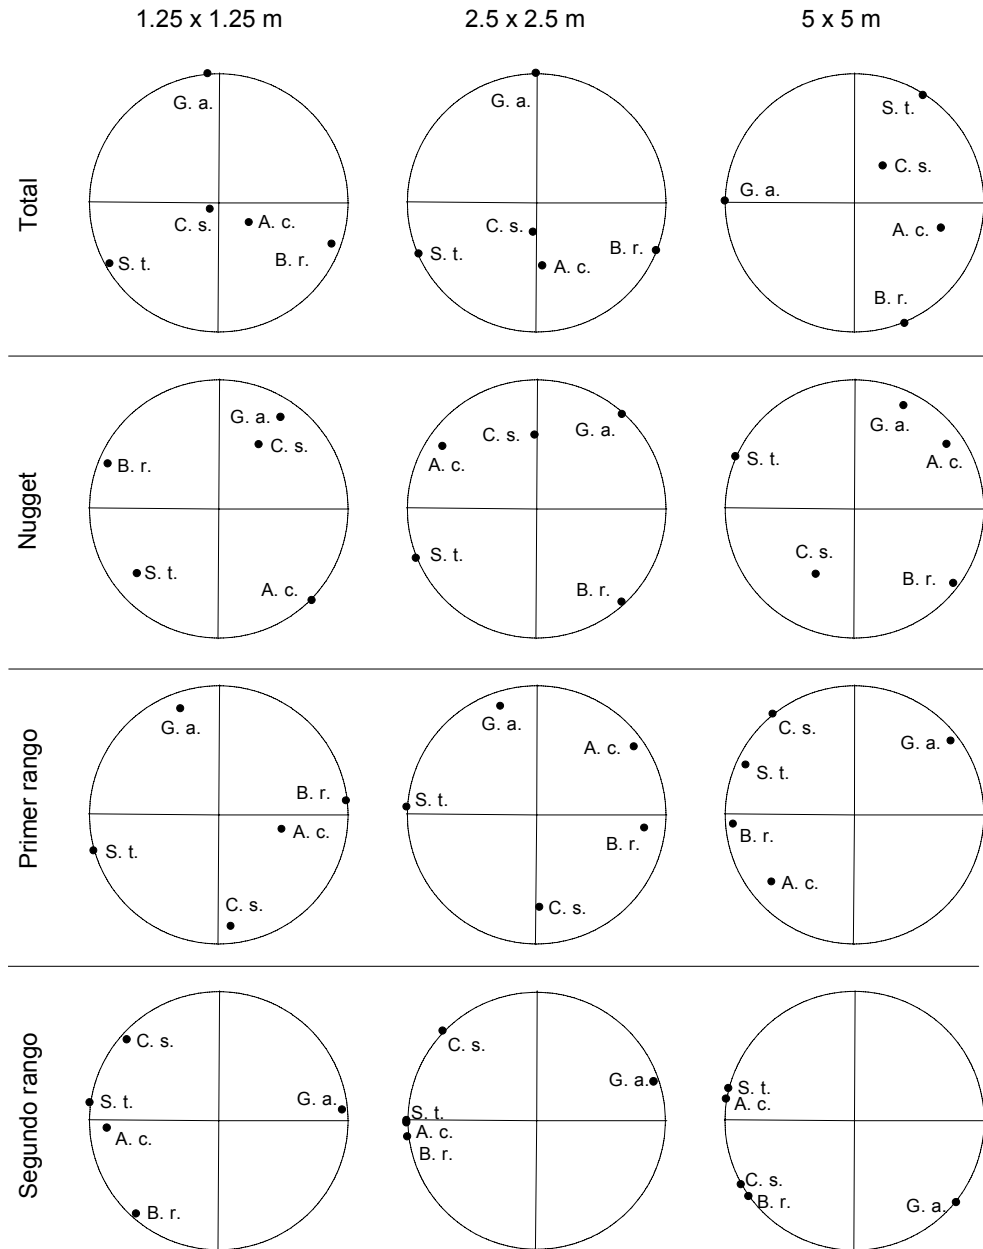 1.25 x 1.25 m
2.5 x 2.5 m
5 x 5 m
Total
G. a.
C. s.
A. c.
B. r.
S. t.
G. a.
C. s.
B. r.
S. t.
A. c.
S. t.
C. s.
G. a.
A. c.
B. r.
Nugget
G. a.
C. s.
B. r.
S. t.
A. c.
G. a.
C. s.
A. c.
S. t.
B. r.
G. a.
A. c.
S. t.
C. s.
B. r.
Primer rango
G. a.
B. r.
A. c.
S. t.
C. s.
G. a.
A. c.
S. t.
B. r.
C. s.
C. s.
G. a.
S. t.
B. r.
A. c.
Segundo rango
C. s.
S. t.
G. a.
A. c.
B. r.
C. s.
G. a.
S. t.
A. c.
B. r.
S. t.
A. c.
C. s.
B. r.
G. a.